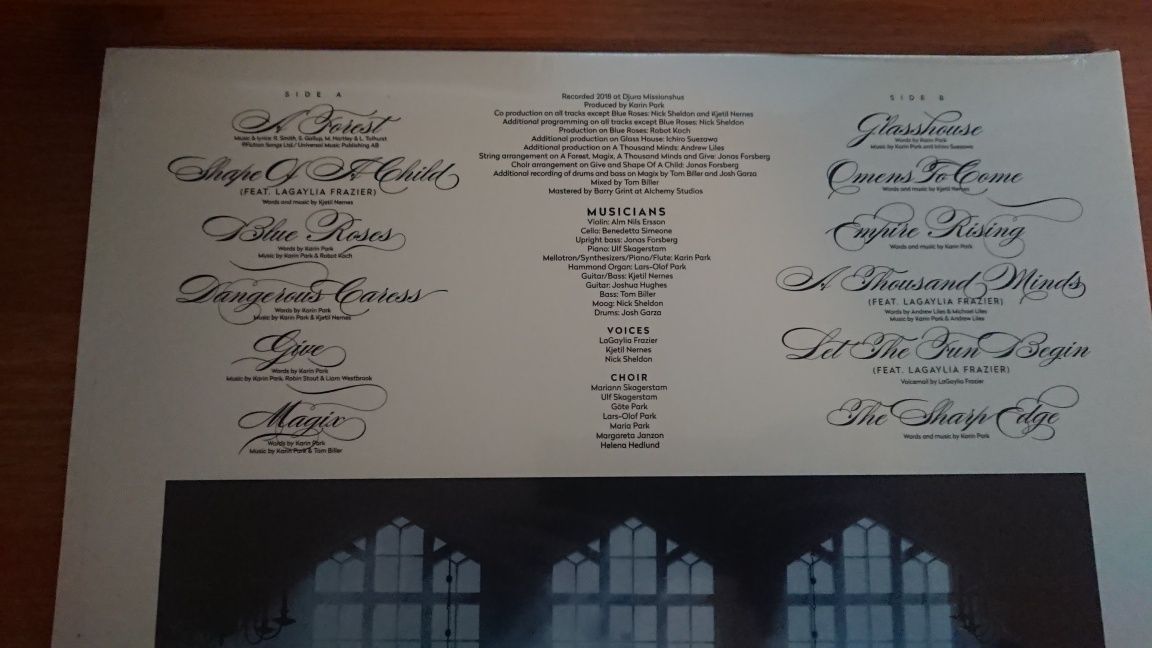 SIDE A
A Forest
Music & lyrics: R. Smith, S. Gallup, M. Hartley & L. Tolhurst
©Fiction Songs Ltd./ Universal Music Publishing AB
Shape Of A Child
(FEAT. LAGAYLIA FRAZIER)
Words and music by Kjetil Nernes
Blue Roses
Words by Karin Park
Music by Karin Park & Robot Koch
Dangerous Caress
Words by Karin Park
Music by Karin Park & Kjetil Nernes
Give
Words by Karin Park
Music by Karin Park, Robin Stout & Liam Westbrook
Magix
Words by Karin Park
Music by Karin Park & Tom Biller
Recorded 2018 at Djura Missionshus
Produced by Karin Park
Co production on all tracks except Blue Roses: Nick Sheldon and Kjetil Nernes
Additional programming on all tracks except Blue Roses: Nick Sheldon
Production on Blue Roses: Robot Koch
Additional production on Glass House: Ichiro Suezawa
Additional production on A Thousand Minds: Andrew Liles
String arrangement on A Forest, Magix, A Thousand Minds and Give: Jonas Forsberg
Choir arrangement on Give and Shape Of A Child: Jonas Forsberg
Additional recording of drums and bass on Magix by Tom Biller and Josh Garza
Mixed by Tom Biller
Mastered by Barry Grint at Alchemy Studios
MUSICIANS
Violin: Alm Nils Ersson
Cello: Benedetta Simeone
Upright bass: Jonas Forsberg
Piano: Ulf Skagerstam
Mellotron/Synthesizers/Piano/Flute: Karin Park
Hammond Organ: Lars-Olof Park
Guitar/Bass: Kjetil Nernes
Guitar: Joshua Hughes
Bass: Tom Biller
Moog: Nick Sheldon
Drums: Josh Garza
VOICES
LaGaylia Frazier
Kjetil Nernes
Nick Sheldon
CHOIR
Mariann Skagerstam
Ulf Skagerstam
Göte Park
Lars-Olof Park
Maria Park
Margareta Janzon
Helena Hedlund
SIDE B
Glasshouse
Words by Karin Park
Music by Karin Park and Ichiro Suezawa
Omens To Come
Words and music by Kjetil Nernes
Empire Rising
Words and music by Karin Park
A Thousand Minds
(FEAT. LAGAYLIA FRAZIER)
Words by Andrew Liles & Michael Liles
Music by Karin Park & Andrew Liles
Let The Fun Begin
(FEAT. LAGAYLIA FRAZIER)
Voicemail by LaGaylia Frazier
The Sharp Edge
Words and music by Karin Park